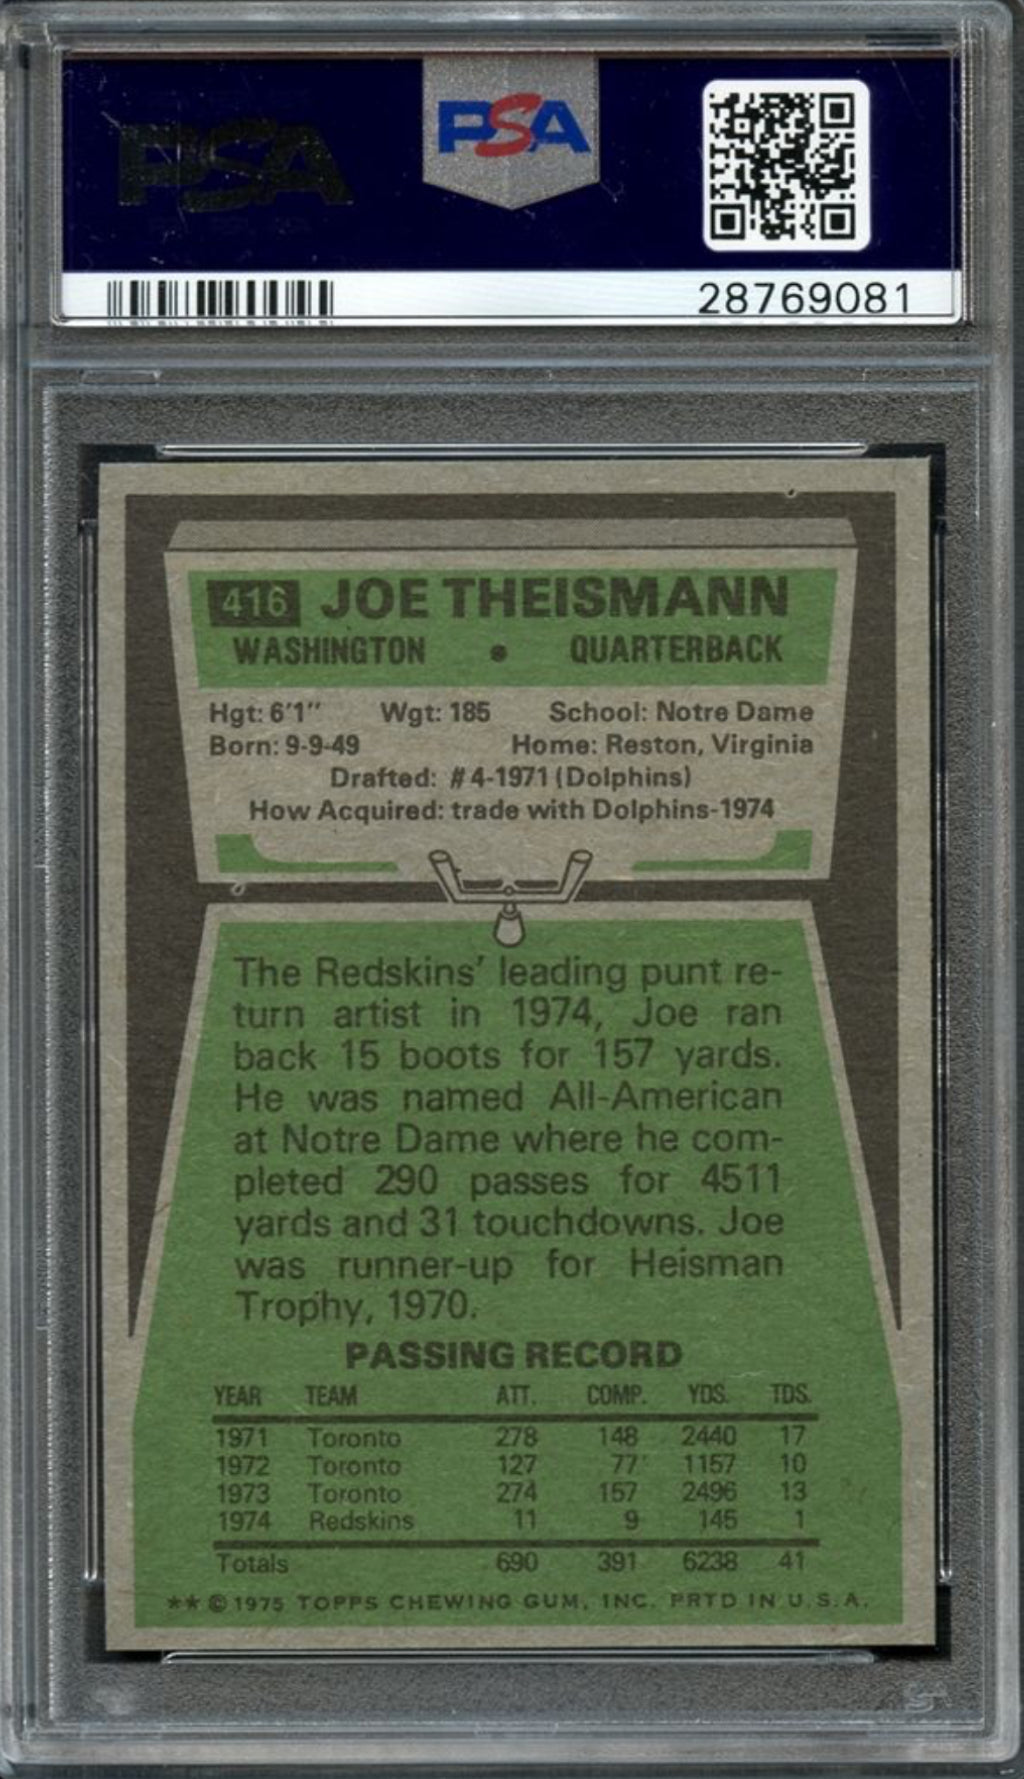 PSA
PSA
28769081
416 JOE THEISMANN
WASHINGTON • QUARTERBACK
Hgt: 6'1" Wgt: 185 School: Notre Dame
Born: 9-9-49 Home: Reston, Virginia
Drafted: #4-1971 (Dolphins)
How Acquired: trade with Dolphins-1974
The Redskins' leading punt re-
turn artist in 1974, Joe ran
back 15 boots for 157 yards.
He was named All-American
at Notre Dame where he com-
pleted 290 passes for 4511
yards and 31 touchdowns. Joe
was runner-up for Heisman
Trophy, 1970.
PASSING RECORD
YEAR TEAM ATT. COMP. YDS. TDS.
1971 Toronto 278 148 2440 17
1972 Toronto 127 77 1157 10
1973 Toronto 274 157 2496 13
1974 Redskins 11 9 145 1
Totals 690 391 6238 41
**©1975 TOPPS CHEWING GUM, INC. PRTD IN U.S.A.